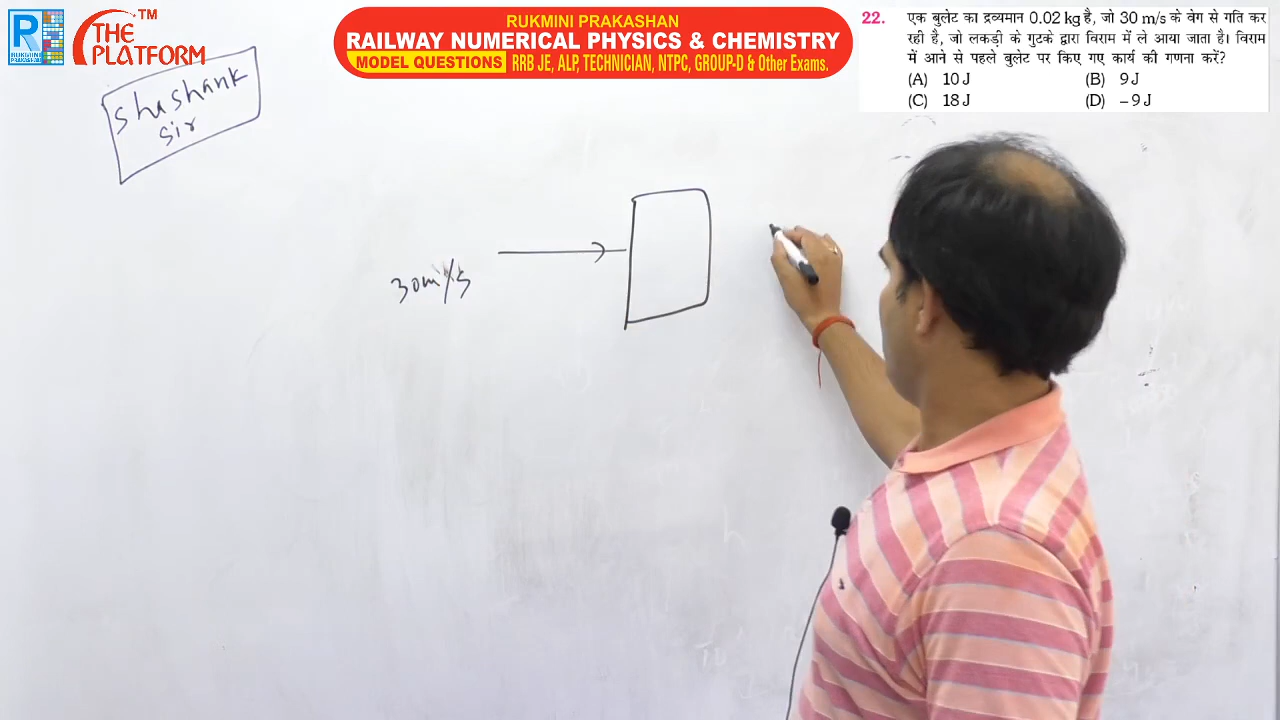 R
RUKMINI
PRAKASHAN
THE
PLATFORM
TM
RUKMINI PRAKASHAN
RAILWAY NUMERICAL PHYSICS & CHEMISTRY
MODEL QUESTIONS RRB JE, ALP, TECHNICIAN, NTPC, GROUP-D & Other Exams.
22. एक बुलेट का द्रव्यमान 0.02 kg है, जो 30 m/s के वेग से गति कर
रही है, जो लकड़ी के गुटके द्वारा विराम में ले आया जाता है। विराम
में आने से पहले बुलेट पर किए गए कार्य की गणना करें?
(A) 10 J (B) 9 J
(C) 18 J (D) – 9 J
Shashank
Sir
30m/s